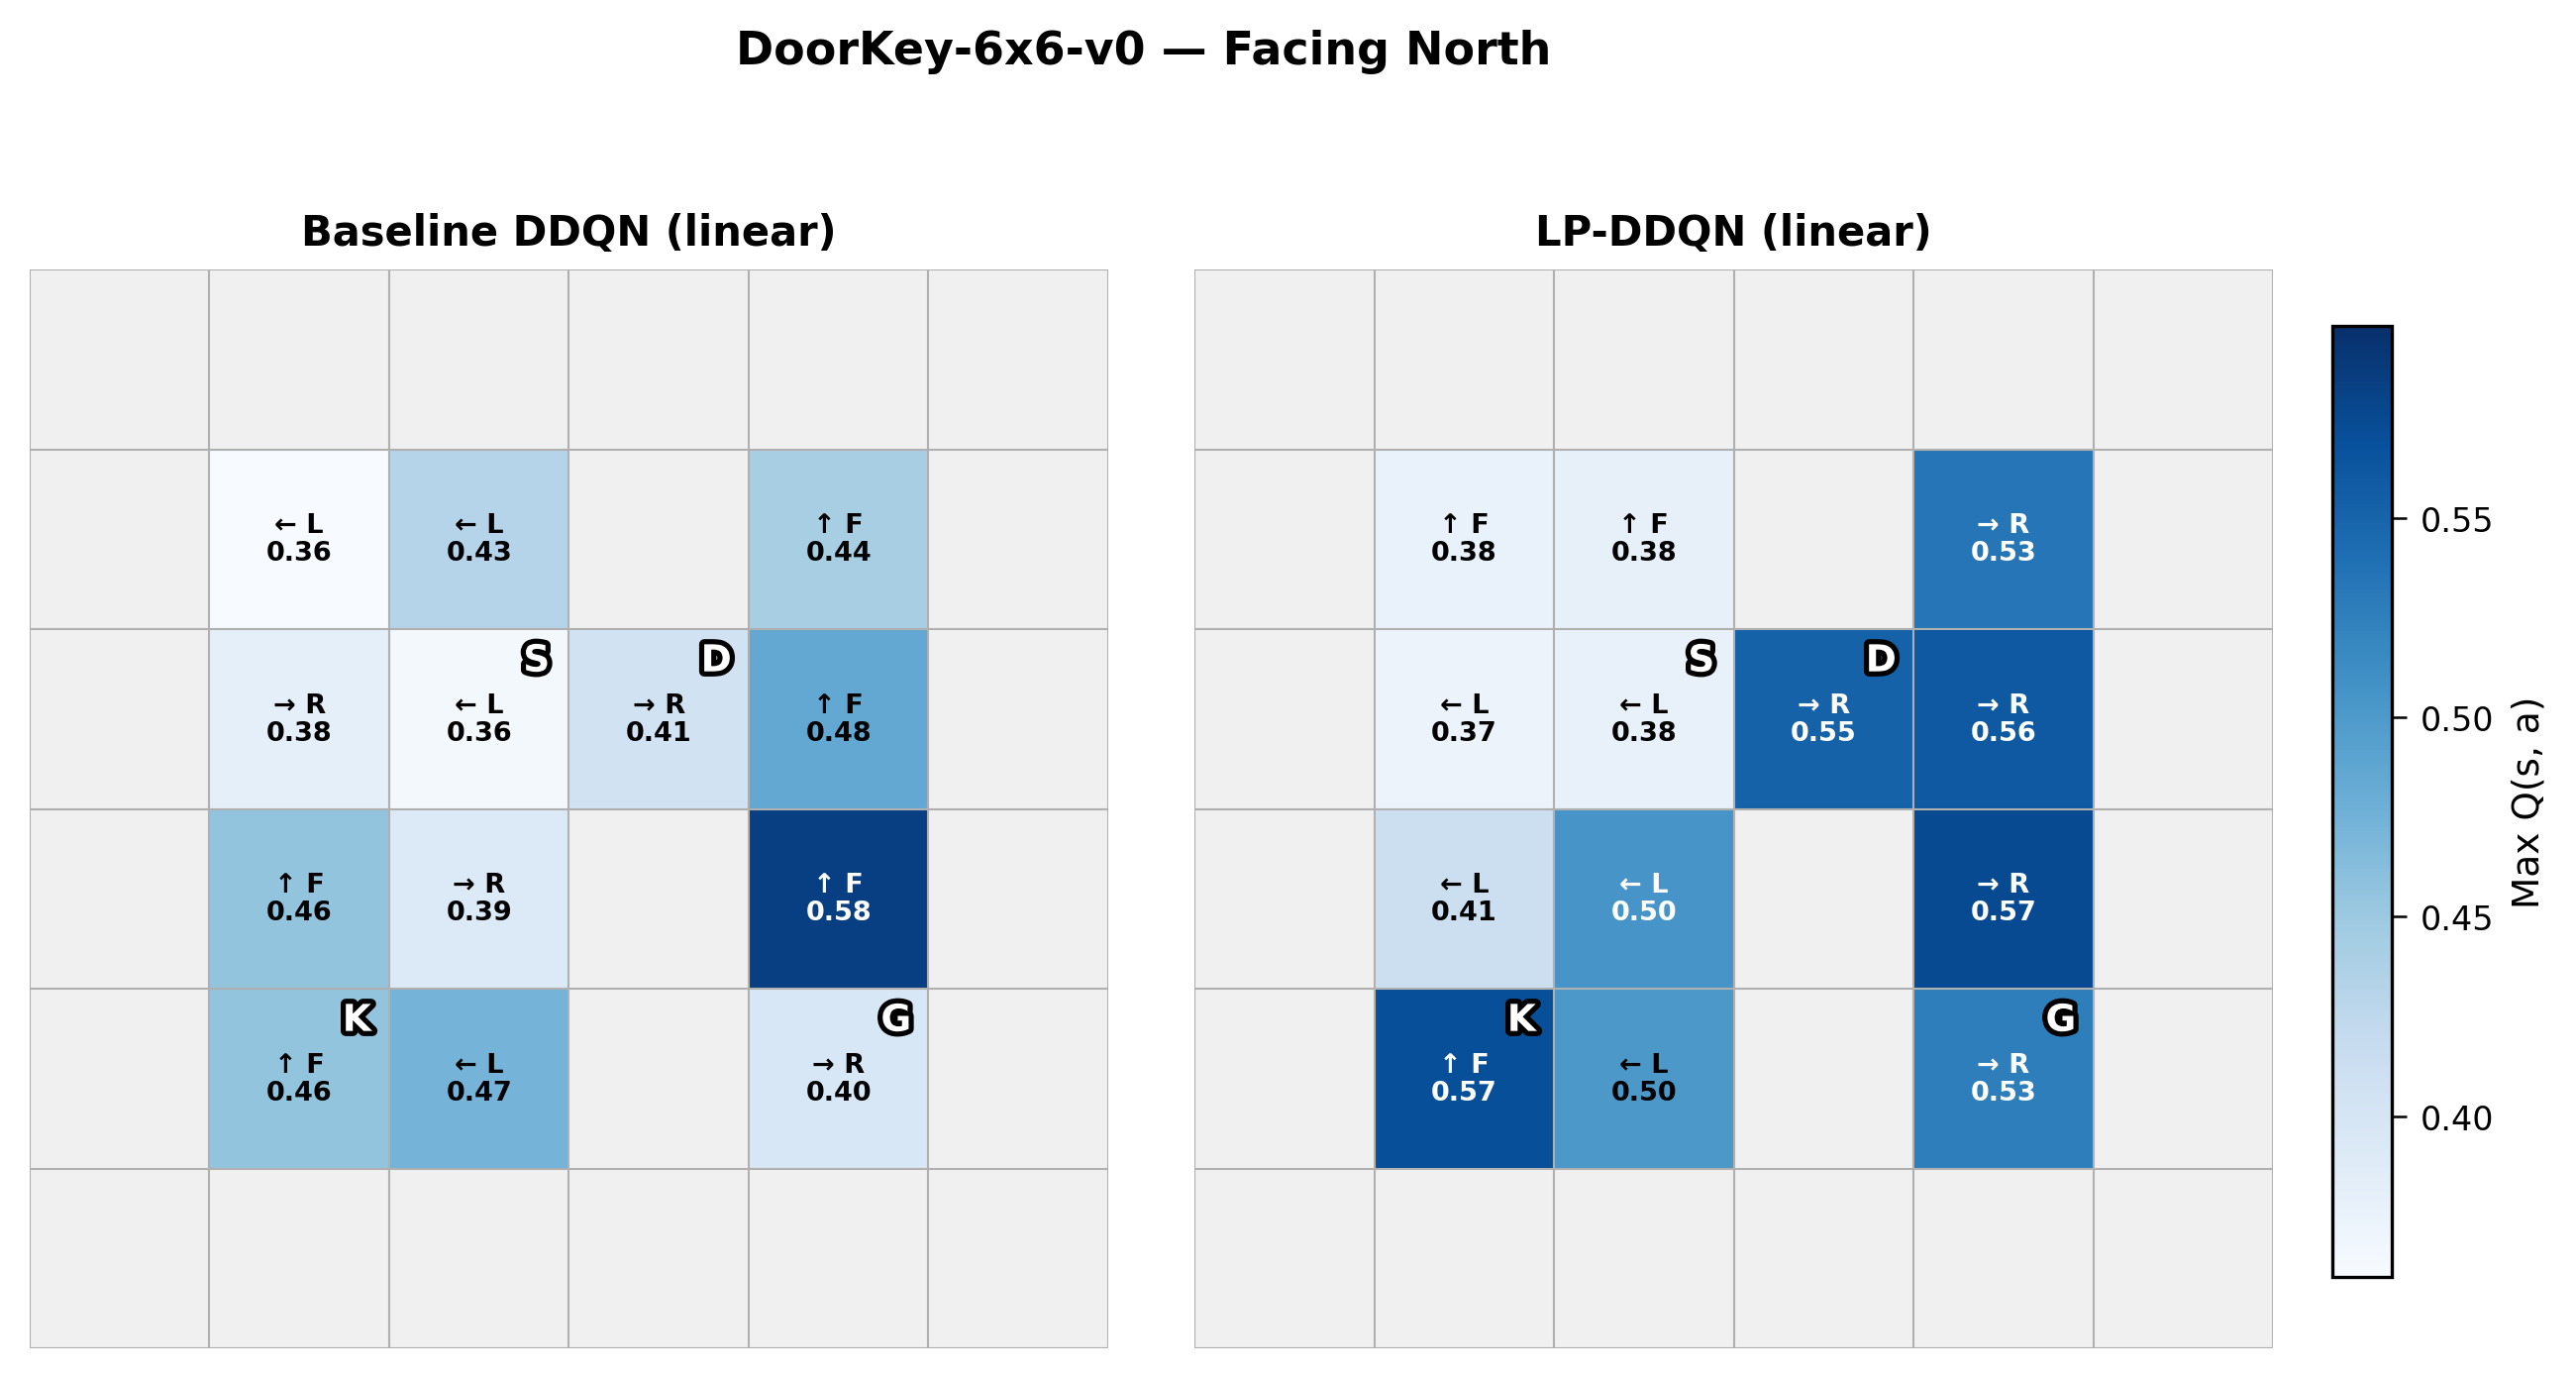 DoorKey-6x6-v0 — Facing North
Baseline DDQN (linear)
← L
0.36
← L
0.43
↑ F
0.44
→ R
0.38
S
← L
0.36
D
→ R
0.41
↑ F
0.48
↑ F
0.46
→ R
0.39
↑ F
0.58
K
↑ F
0.46
← L
0.47
G
→ R
0.40
LP-DDQN (linear)
↑ F
0.38
↑ F
0.38
→ R
0.53
← L
0.37
S
← L
0.38
D
→ R
0.55
→ R
0.56
← L
0.41
← L
0.50
→ R
0.57
K
↑ F
0.57
← L
0.50
G
→ R
0.53
0.55
0.50
0.45
0.40
Max Q(s, a)